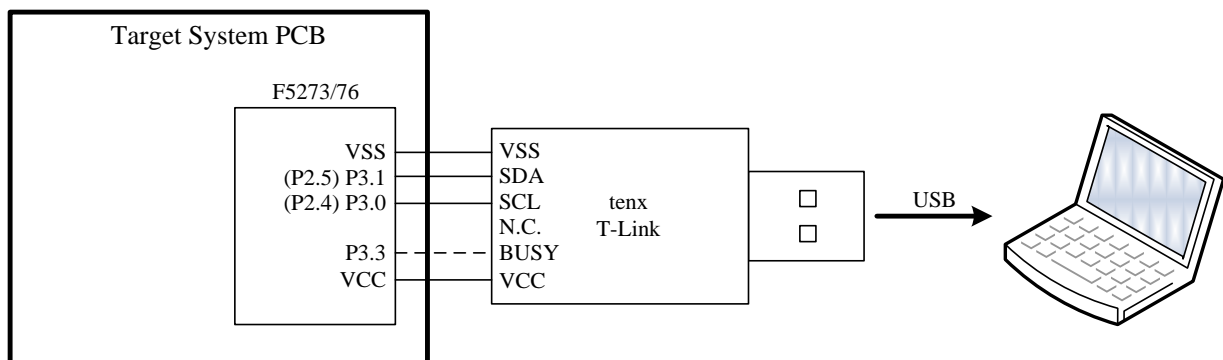 Target System PCB
F5273/76
VSS
(P2.5) P3.1
(P2.4) P3.0
P3.3
VCC
VSS
SDA
SCL
N.C.
BUSY
VCC
tenx
T-Link
USB